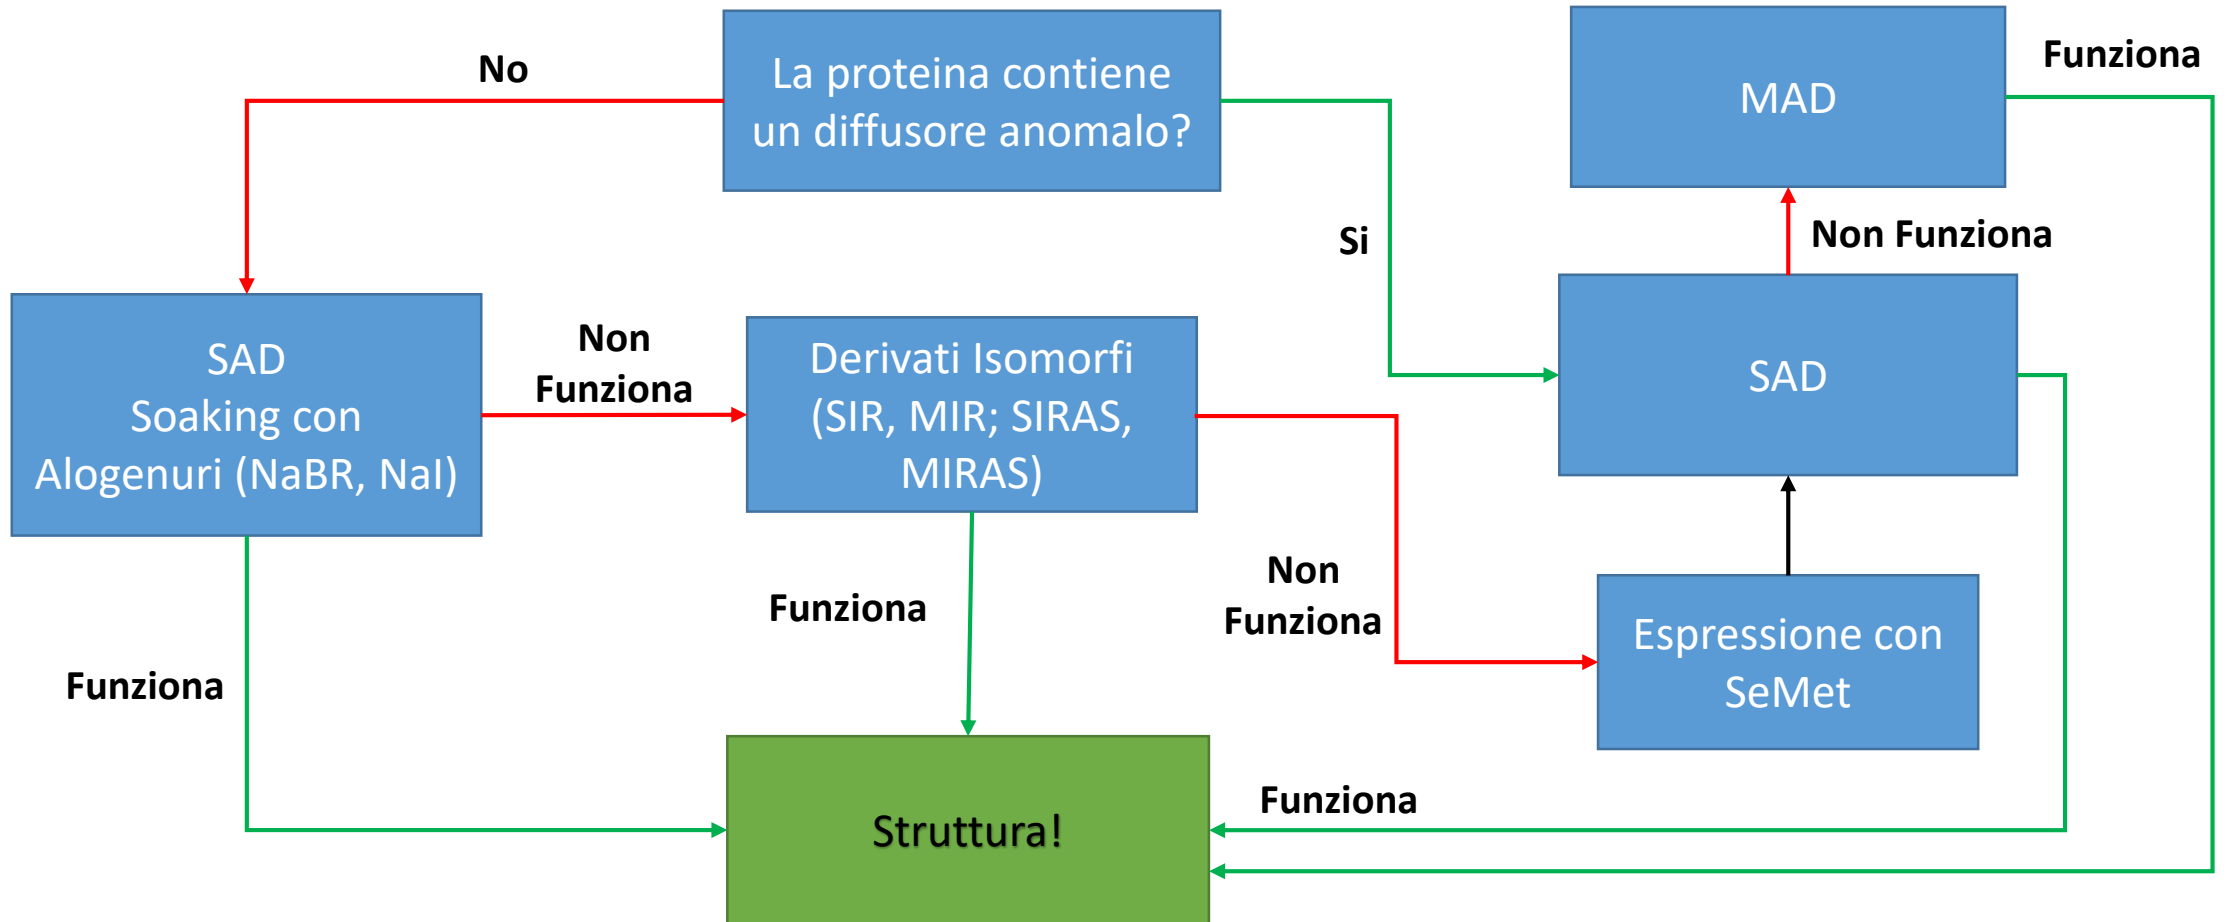 No
La proteina contiene
un diffusore anomalo?
MAD
Funziona
Si
Non Funziona
SAD
Soaking con
Alogenuri (NaBR, NaI)
Non
Funziona
Derivati Isomorfi
(SIR, MIR; SIRAS,
MIRAS)
SAD
Funziona
Funziona
Non
Funziona
Espressione con
SeMet
Struttura!
Funziona